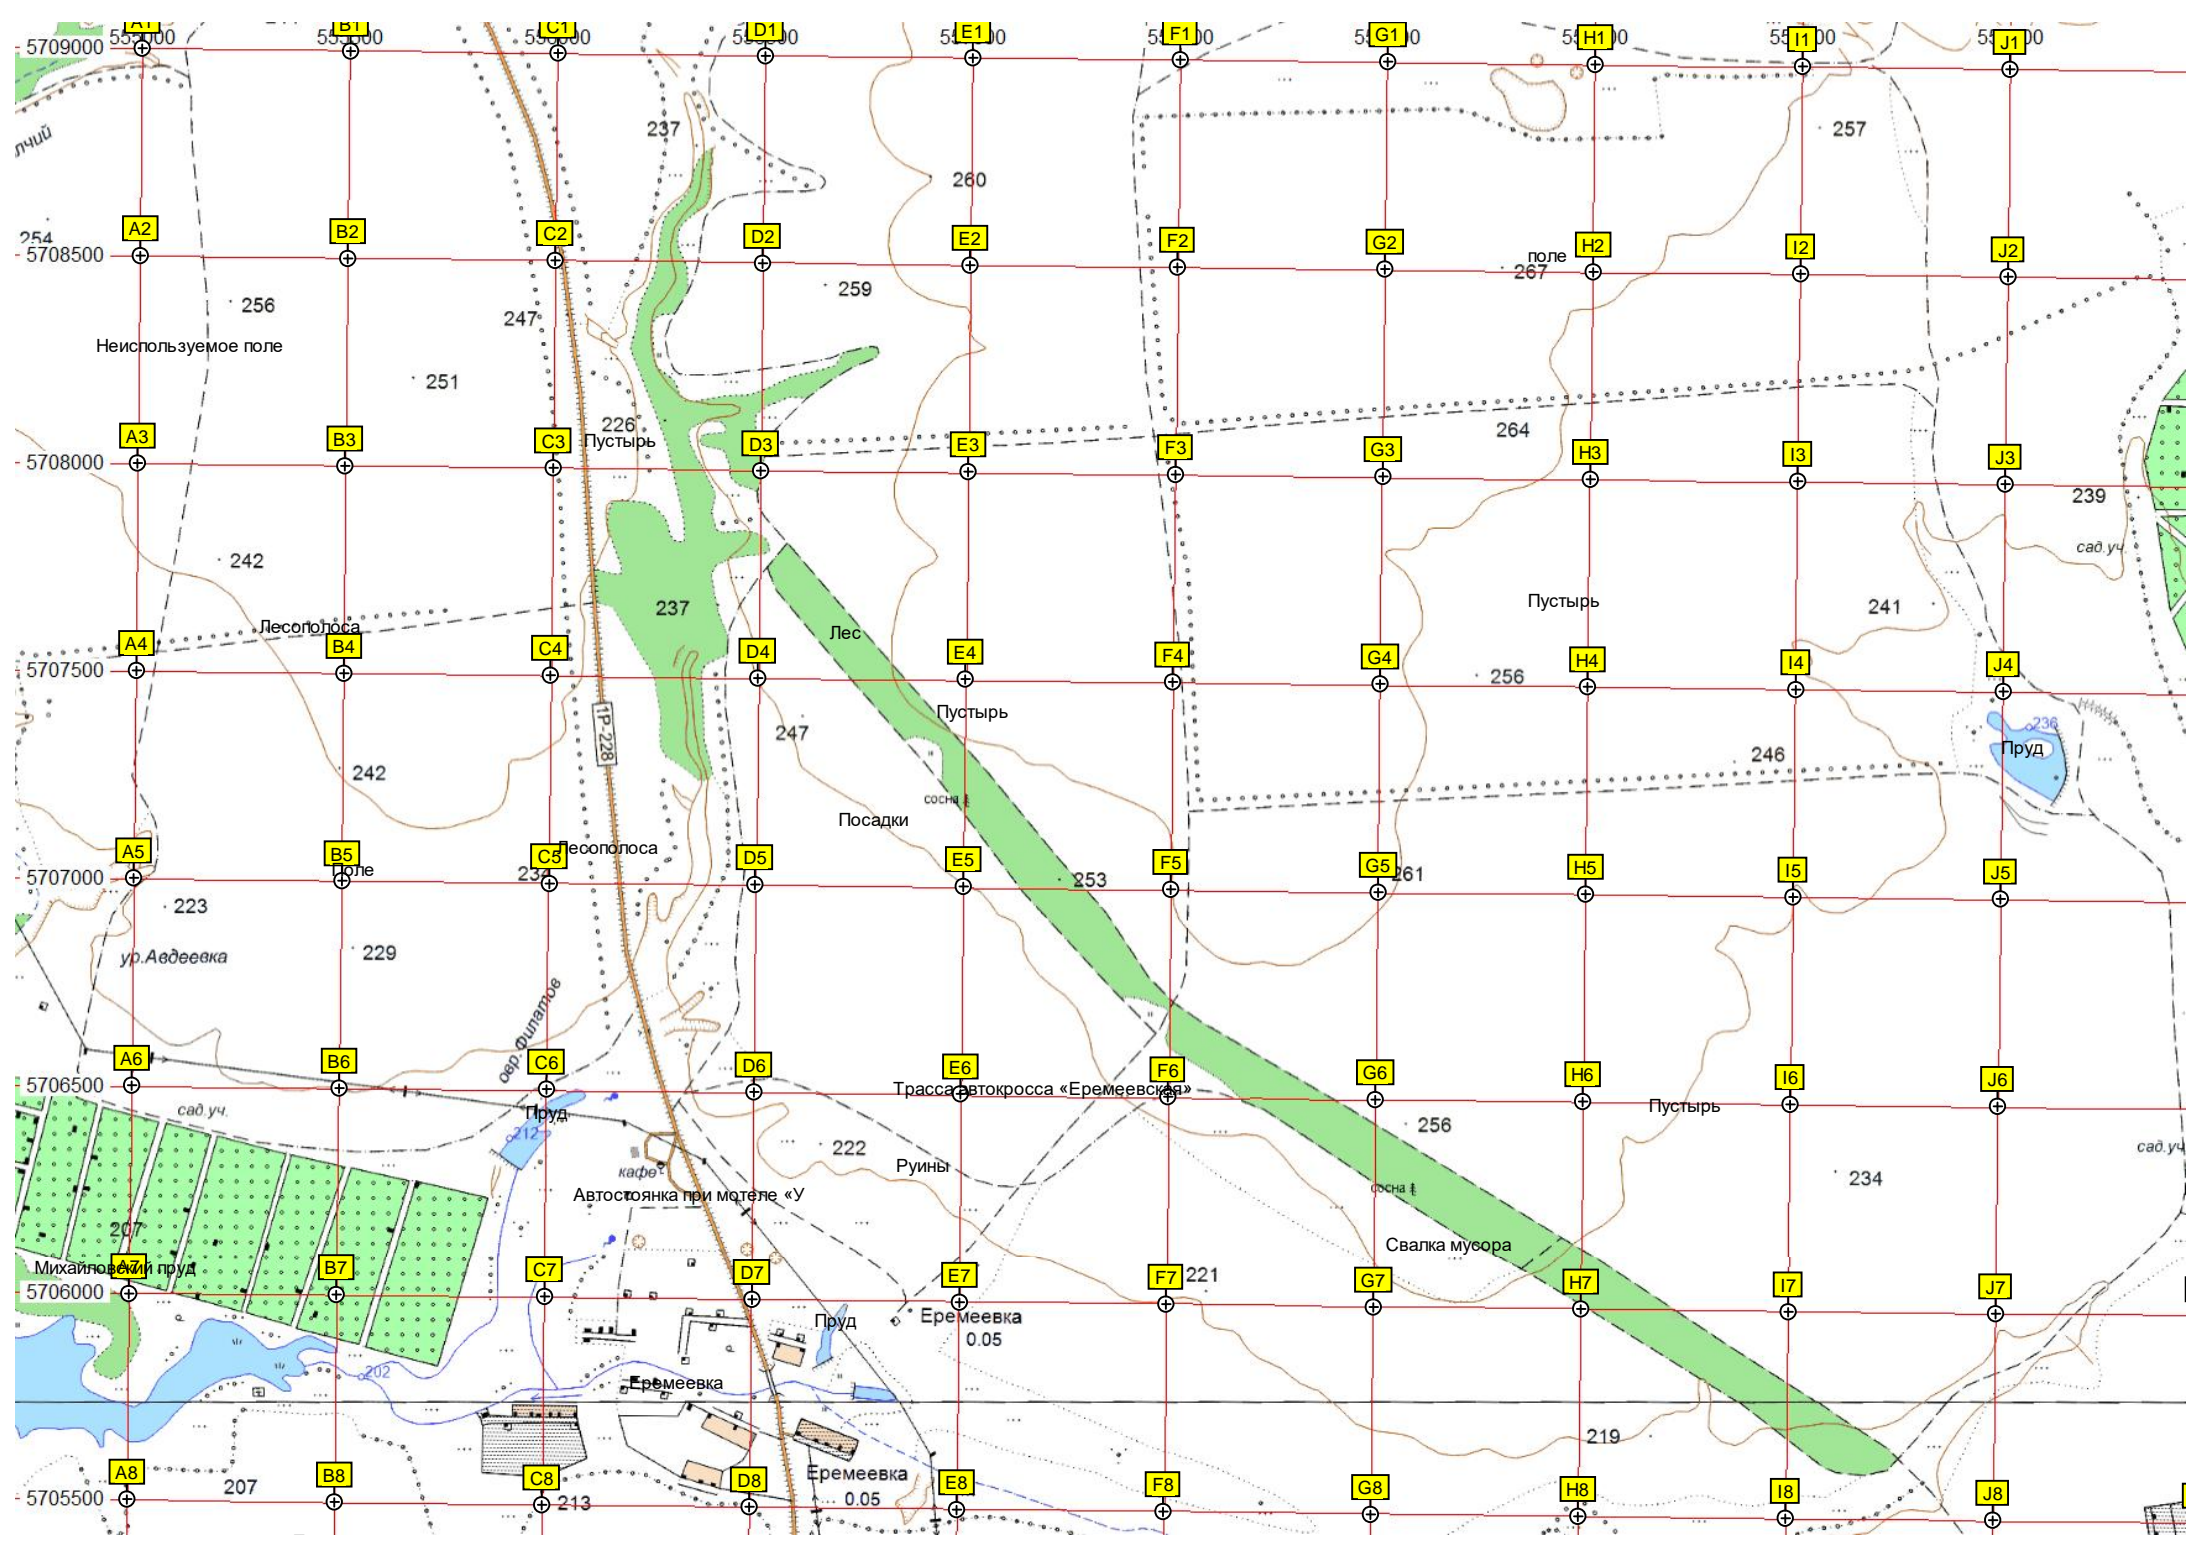 A1 B1 C1 D1 E1 F1 G1 H1 I1 J1
5709000
237
257
260
254
A2 B2 C2 D2 E2 F2 G2 H2 I2 J2
5708500
поле
267
256
247
259
Неиспользуемое поле
251
226
264
Пустырь
A3 B3 C3 D3 E3 F3 G3 H3 I3 J3
5708000
239
сад.уч.
242
237
Пустырь
241
Лесополоса
Лес
A4 B4 C4 D4 E4 F4 G4 H4 I4 J4
5707500
256
1Р-228
Пустырь
247
236
Пруд
246
242
сосна
Посадки
Лесополоса
A5 B5 C5 D5 E5 F5 G5 H5 I5 J5
Поле
5707000
253
261
223
229
ур.Авдеевка
овр.Филатов
A6 B6 C6 D6 E6 F6 G6 H6 I6 J6
5706500
Трасса автокросса «Еремеевская»
сад.уч.
Пруд
212
Пустырь
256
222
сад.уч
кафе
Руины
234
сосна
Автостоянка при мотеле «У
207
Свалка мусора
Михайловский пруд
A7 B7 C7 D7 E7 F7 G7 H7 I7 J7
221
5706000
Пруд
Еремеевка
0.05
202
Еремеевка
219
Еремеевка
0.05
A8 B8 C8 D8 E8 F8 G8 H8 I8 J8
207
5705500
213